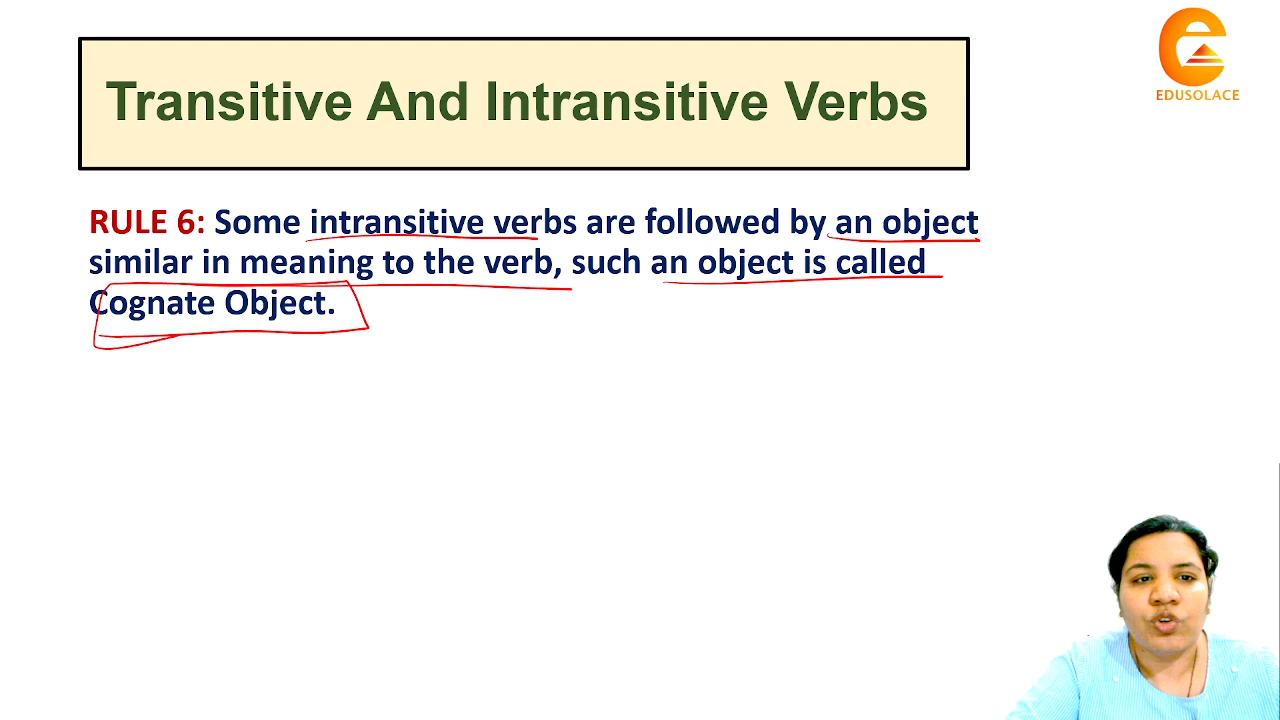 Transitive And Intransitive Verbs
EDUSOLACE
RULE 6: Some intransitive verbs are followed by an object
similar in meaning to the verb, such an object is called
Cognate Object.